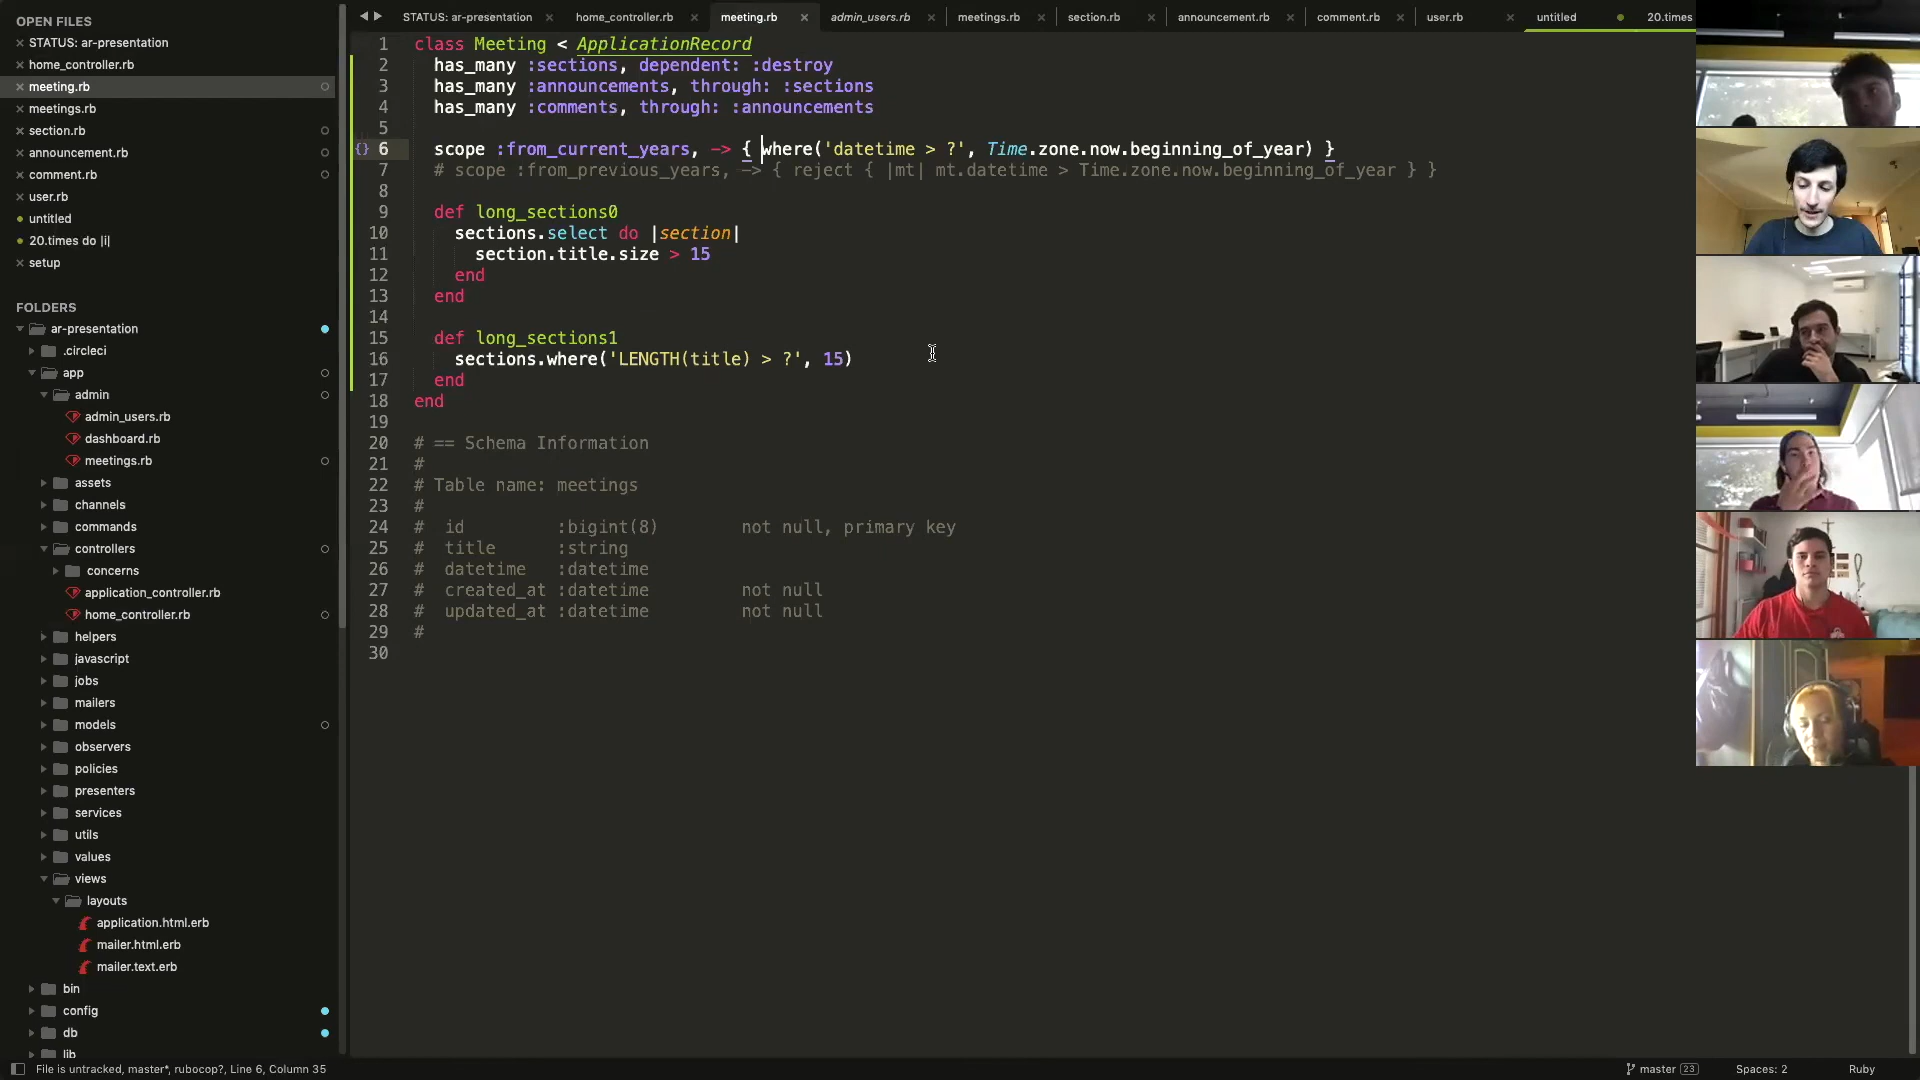 OPEN FILES
STATUS: ar-presentation
home_controller.rb
meeting.rb
meetings.rb
section.rb
announcement.rb
comment.rb
user.rb
untitled
20.times do |i|
setup
FOLDERS
ar-presentation
.circleci
app
admin
admin_users.rb
dashboard.rb
meetings.rb
assets
channels
commands
controllers
concerns
application_controller.rb
home_controller.rb
helpers
javascript
jobs
mailers
models
observers
policies
presenters
services
utils
values
views
layouts
application.html.erb
mailer.html.erb
mailer.text.erb
bin
config
db
lib
STATUS: ar-presentation home_controller.rb meeting.rb admin_users.rb meetings.rb section.rb announcement.rb comment.rb user.rb untitled 20.times
1 class Meeting < ApplicationRecord
2 has_many :sections, dependent: :destroy
3 has_many :announcements, through: :sections
4 has_many :comments, through: :announcements
5
{} 6 scope :from_current_years, -> { where('datetime > ?', Time.zone.now.beginning_of_year) }
7 # scope :from_previous_years, -> { reject { |mt| mt.datetime > Time.zone.now.beginning_of_year } }
8
9 def long_sections0
10 sections.select do |section|
11 section.title.size > 15
12 end
13 end
14
15 def long_sections1
16 sections.where('LENGTH(title) > ?', 15)
17 end
18 end
19
20 # == Schema Information
21 #
22 # Table name: meetings
23 #
24 # id :bigint(8) not null, primary key
25 # title :string
26 # datetime :datetime
27 # created_at :datetime not null
28 # updated_at :datetime not null
29 #
30
File is untracked, master*, rubocop?, Line 6, Column 35 master 23 Spaces: 2 Ruby